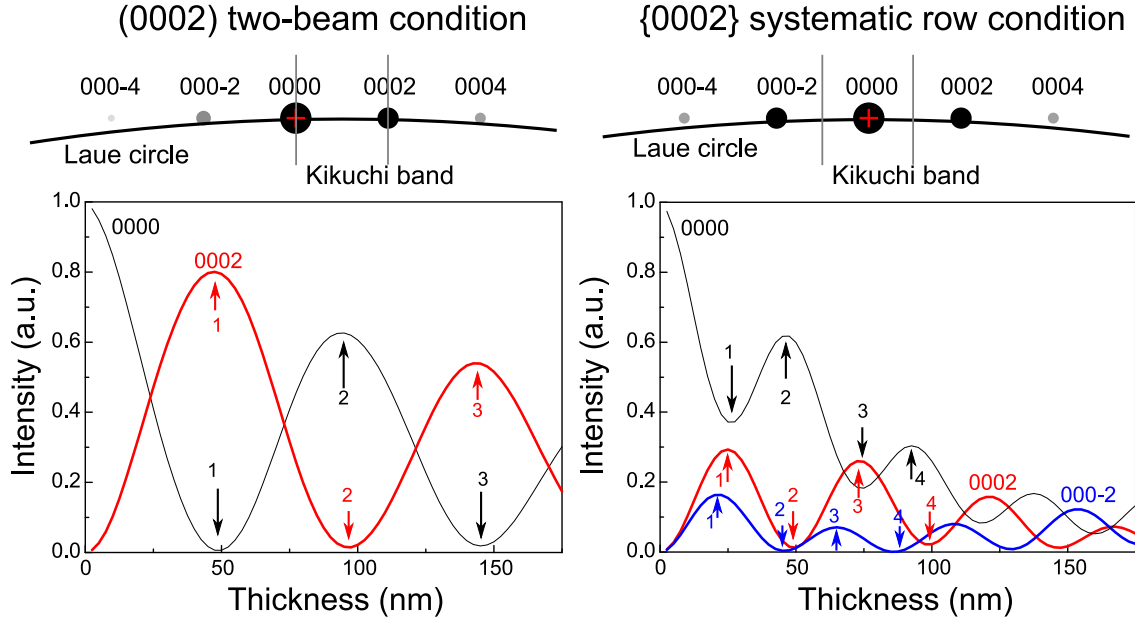 (0002) two-beam condition
000-4 000-2 0000 0002 0004
Laue circle
Kikuchi band
Intensity (a.u.)
1.0
0.8
0.6
0.4
0.2
0.0
0000
0002
1
2
3
1
2
3
0 50 100 150
Thickness (nm)
{0002} systematic row condition
000-4 000-2 0000 0002 0004
Laue circle
Kikuchi band
Intensity (a.u.)
1.0
0.8
0.6
0.4
0.2
0.0
0000
1
2
3
4
0002
000-2
1
2
3
4
1
2
3
4
0 50 100 150
Thickness (nm)